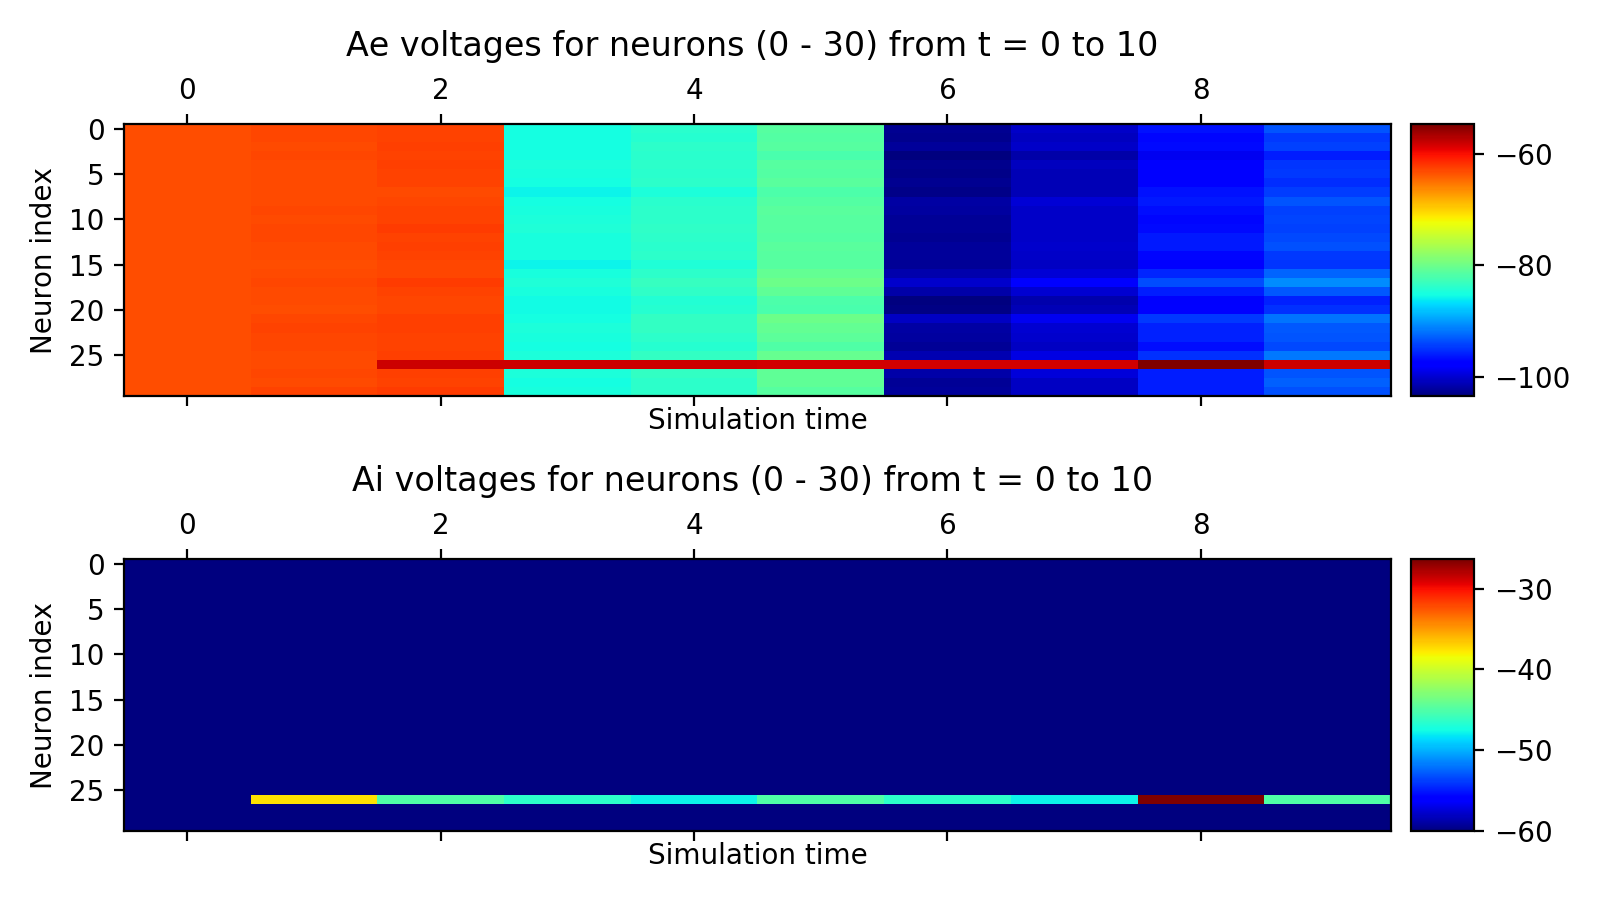 Ae voltages for neurons (0 - 30) from t = 0 to 10
0 2 4 6 8
Neuron index
0
5
10
15
20
25
−60
−80
−100
Simulation time
Ai voltages for neurons (0 - 30) from t = 0 to 10
0 2 4 6 8
Neuron index
0
5
10
15
20
25
−30
−40
−50
−60
Simulation time